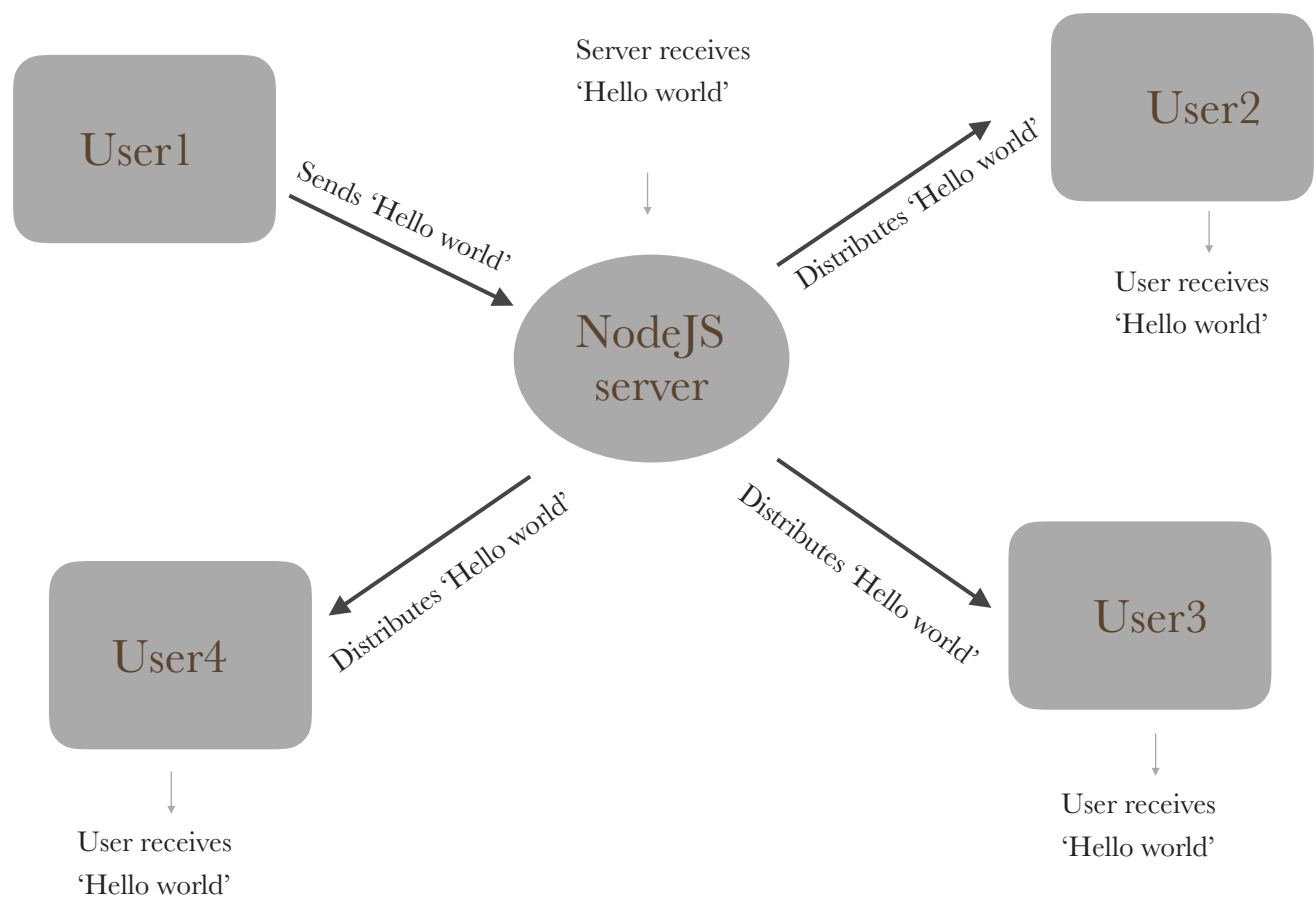 User1
Sends ‘Hello world’
Server receives
‘Hello world’
NodeJS
server
Distributes ‘Hello world’
User2
User receives
‘Hello world’
Distributes ‘Hello world’
User3
User receives
‘Hello world’
Distributes ‘Hello world’
User4
User receives
‘Hello world’